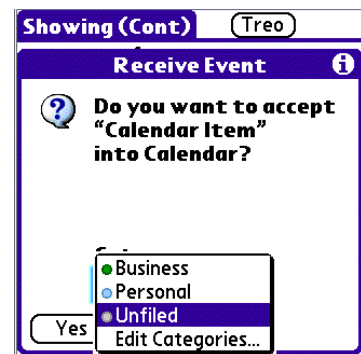 Showing (Cont) Treo
Receive Event i
Do you want to accept
“Calendar Item”
into Calendar?
Business
Personal
Unfiled
Yes
Edit Categories...